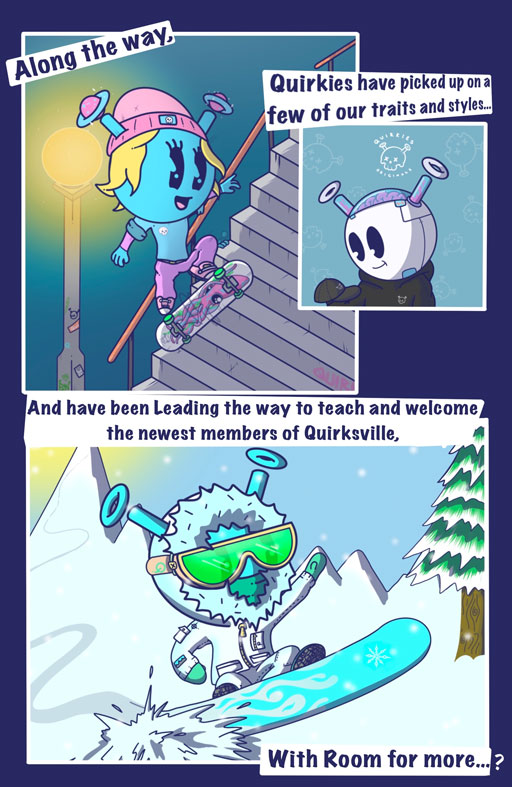 Along the way,
Quirkies have picked up on a
few of our traits and styles...
QUIRKIES
ORIGINALS
And have been Leading the way to teach and welcome
the newest members of Quirksville,
With Room for more...?